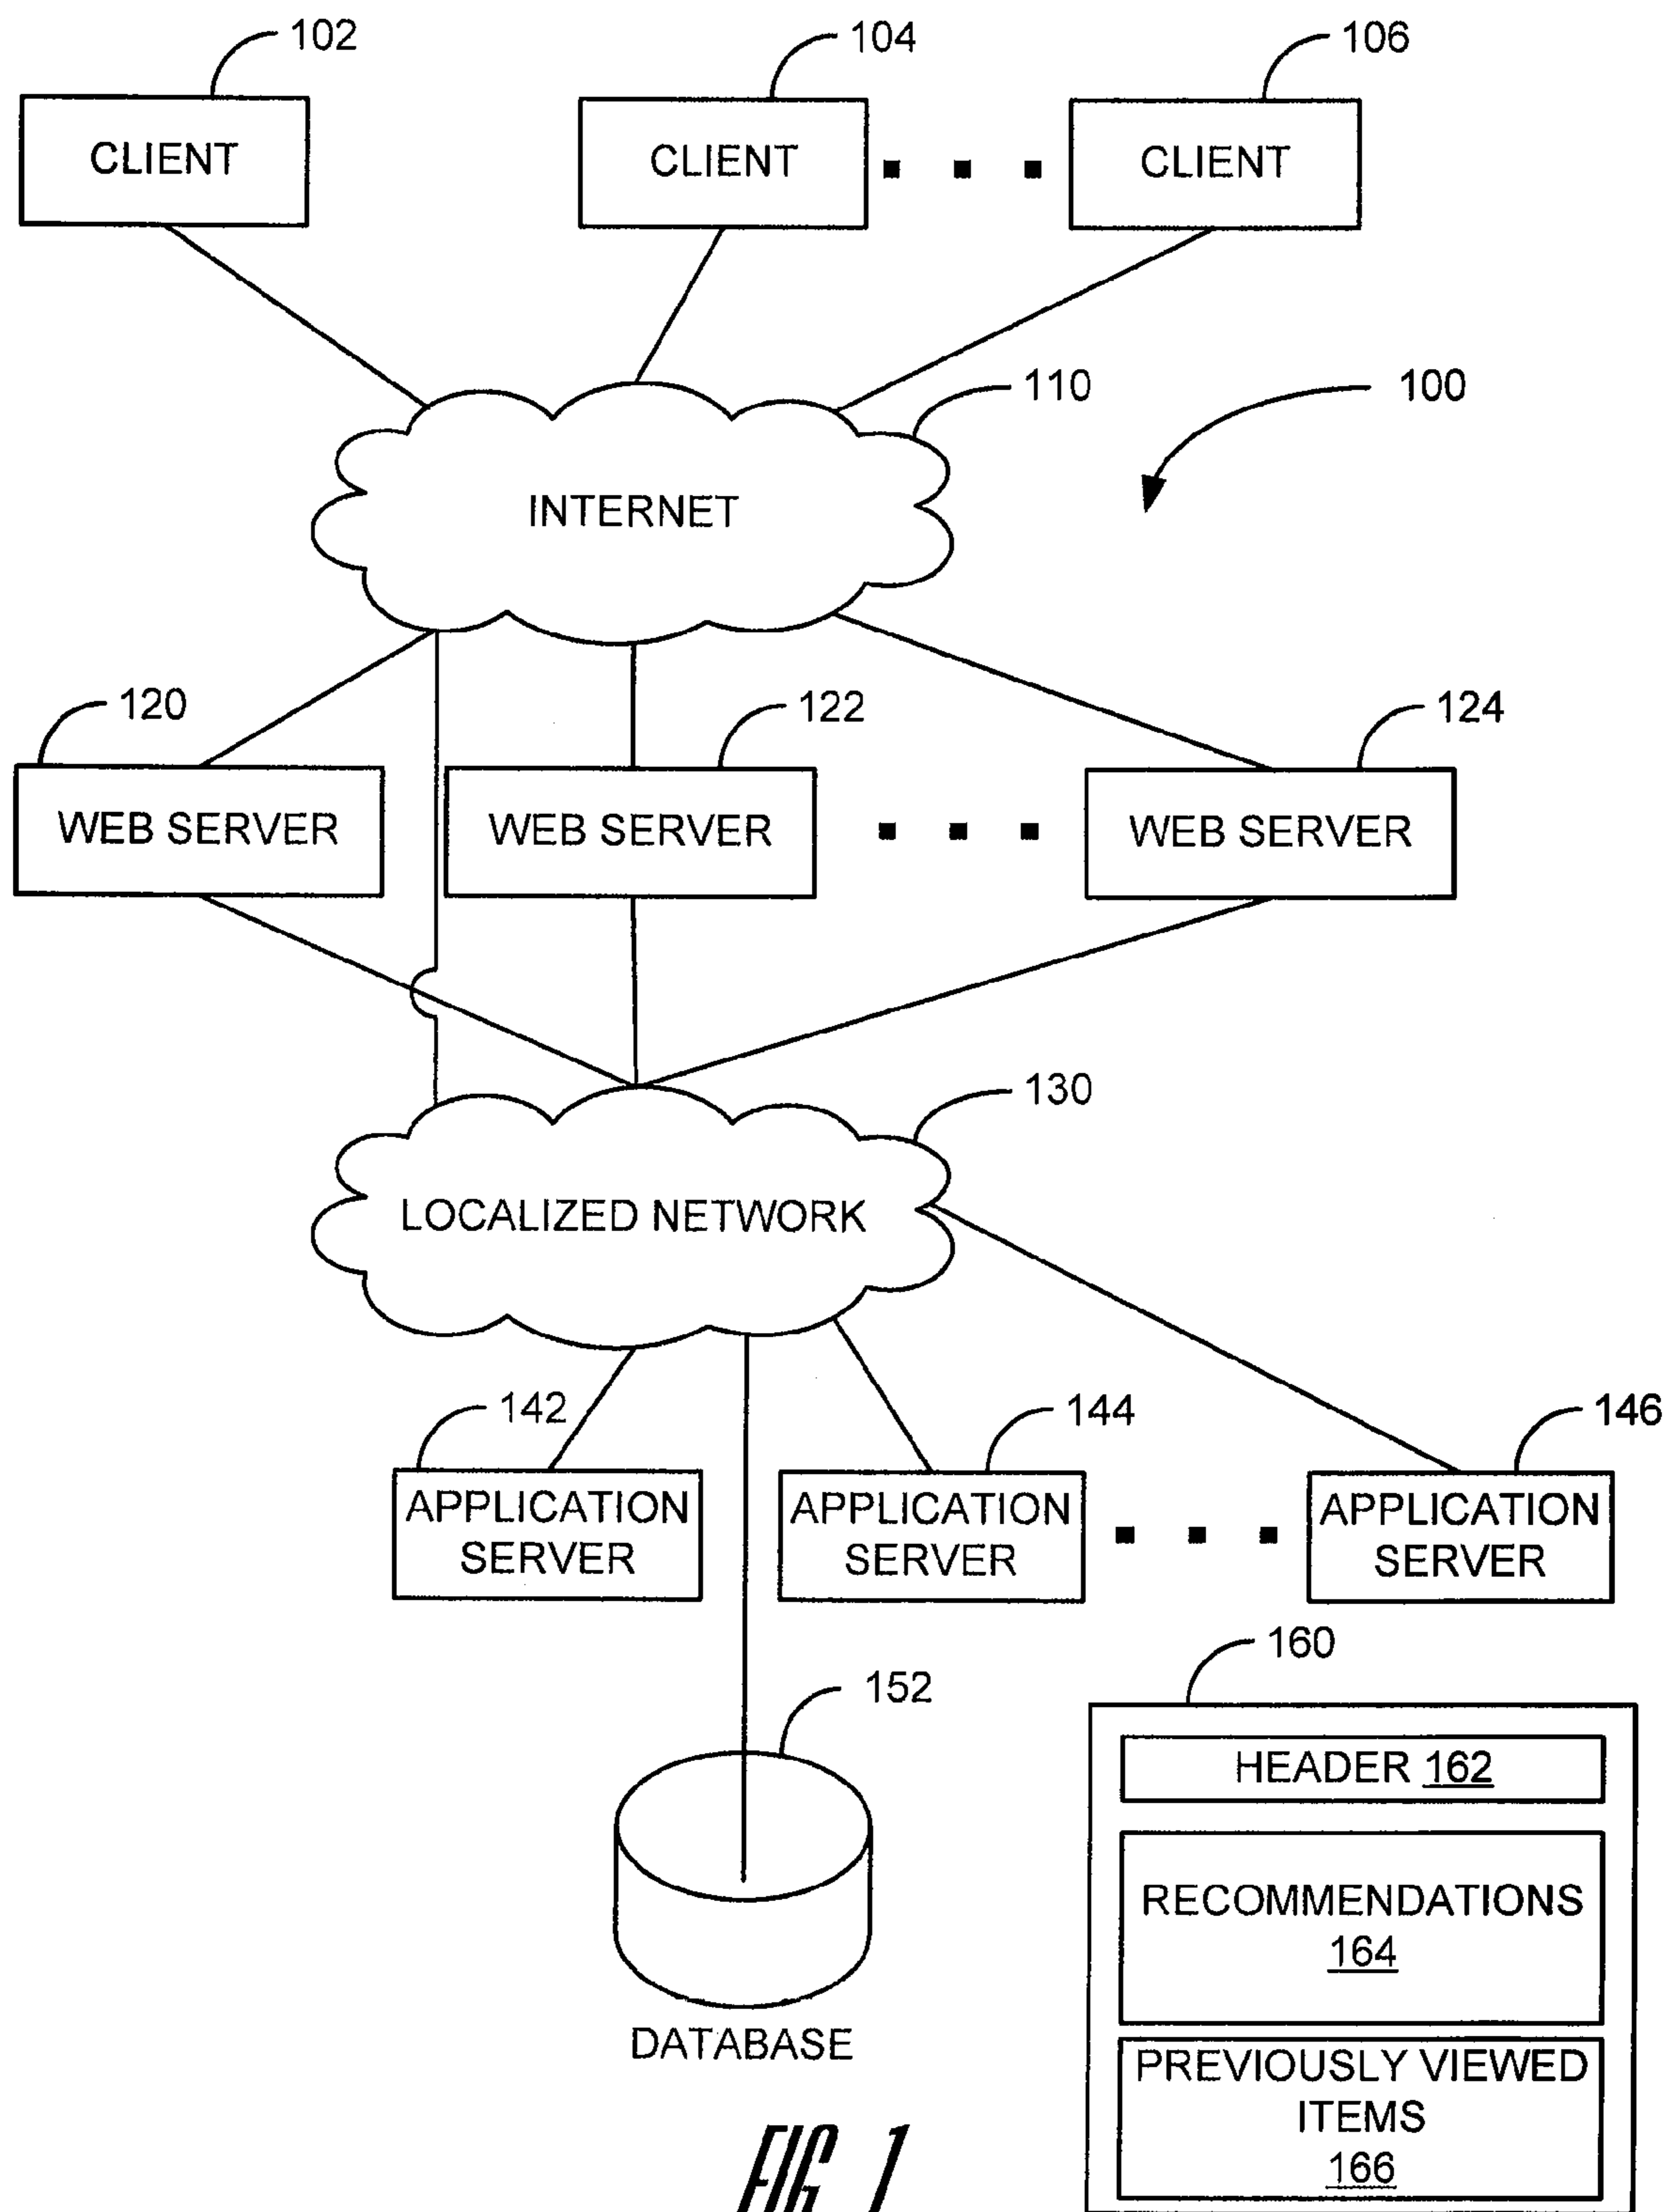 102
104
106
CLIENT
CLIENT
CLIENT
110
100
INTERNET
120
122
124
WEB SERVER
WEB SERVER
WEB SERVER
130
LOCALIZED NETWORK
142
144
146
APPLICATION
SERVER
APPLICATION
SERVER
APPLICATION
SERVER
160
152
HEADER 162
RECOMMENDATIONS
164
DATABASE
PREVIOUSLY VIEWED
ITEMS
166
FIG. 1